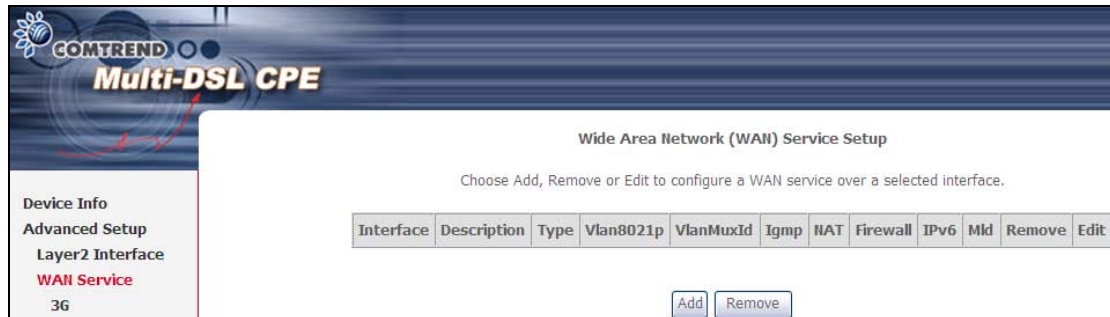 COMTREND
Multi-DSL CPE
Wide Area Network (WAN) Service Setup
Choose Add, Remove or Edit to configure a WAN service over a selected interface.
Device Info
Advanced Setup
Layer2 Interface
WAN Service
3G
Interface Description Type Vlan8021p VlanMuxId Igmp NAT Firewall IPv6 Mld Remove Edit
Add Remove